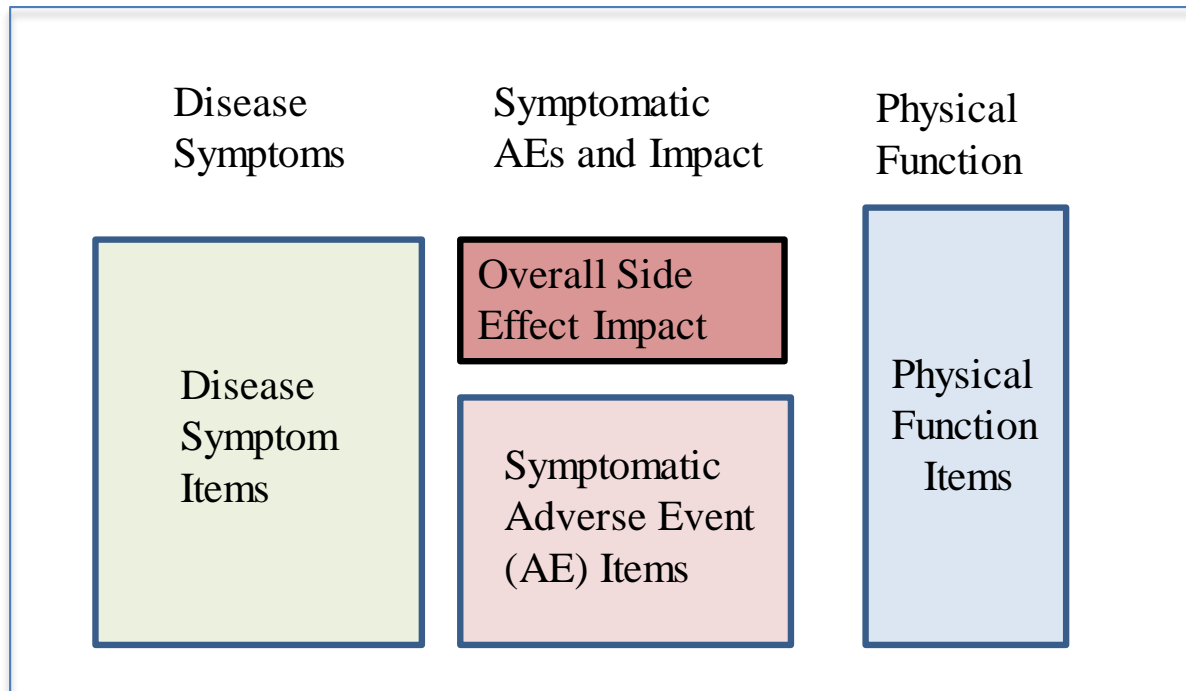 Disease
Symptoms
Symptomatic
AEs and Impact
Physical
Function
Disease
Symptom
Items
Overall Side
Effect Impact
Symptomatic
Adverse Event
(AE) Items
Physical
Function
Items